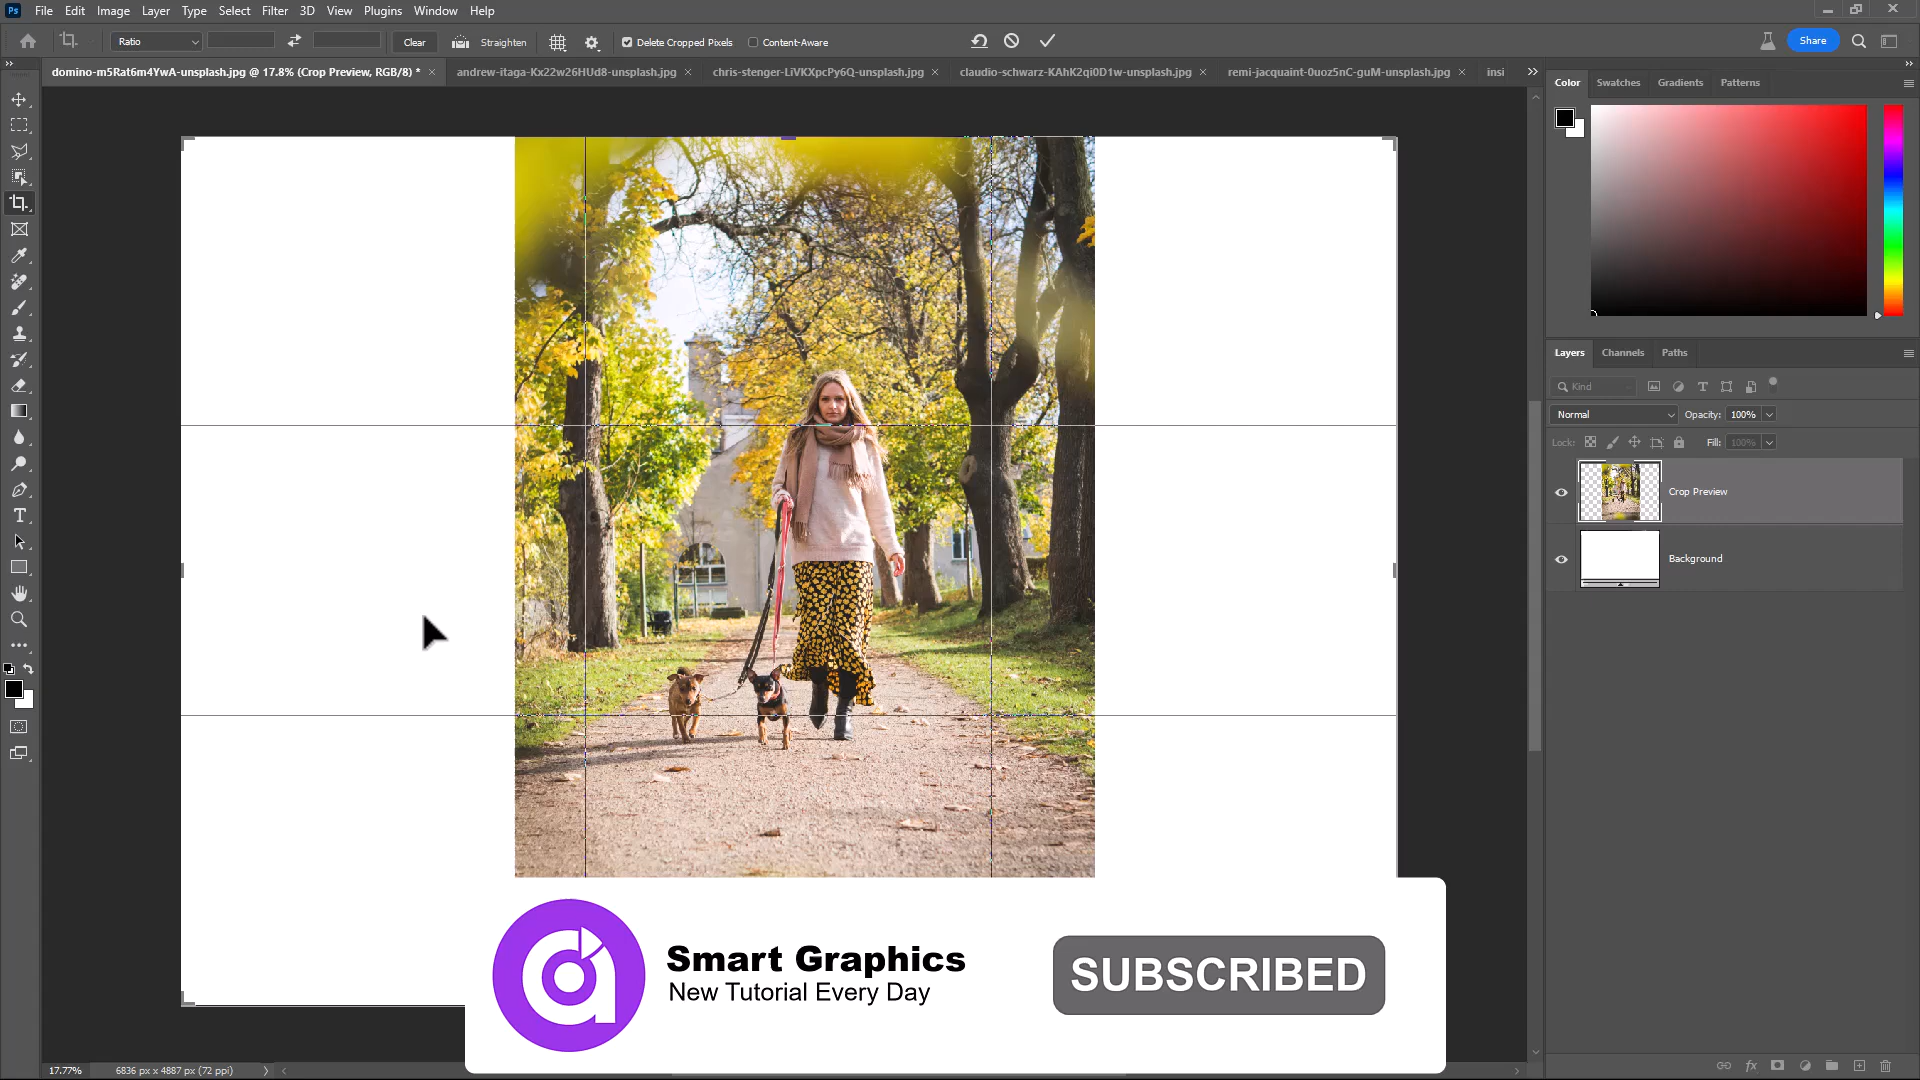 Ps File Edit Image Layer Type Select Filter 3D View Plugins Window Help
Ratio Clear Straighten Delete Cropped Pixels Content-Aware Share
domino-m5Rat6m4YwA-unsplash.jpg @ 17.8% (Crop Preview, RGB/8) * andrew-itaga-Kx22w26HUd8-unsplash.jpg chris-stenger-LiVKXpcPy6Q-unsplash.jpg claudio-schwarz-KAhK2qi0D1w-unsplash.jpg remi-jacquaint-0uoz5nC-guM-unsplash.jpg insi
Color Swatches Gradients Patterns
Layers Channels Paths
Kind
Normal Opacity: 100%
Lock: Fill: 100%
Crop Preview
Background
Smart Graphics
New Tutorial Every Day
SUBSCRIBED
17.77% 6836 px x 4887 px (72 ppi)